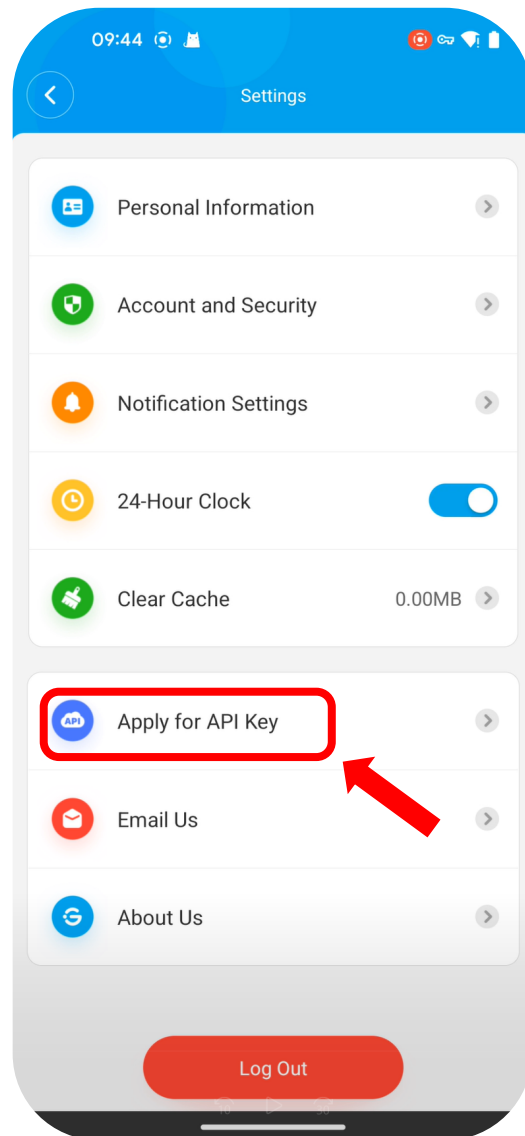 09:44
Settings
Personal Information
Account and Security
Notification Settings
24-Hour Clock
Clear Cache 0.00MB
API Apply for API Key
Email Us
About Us
Log Out